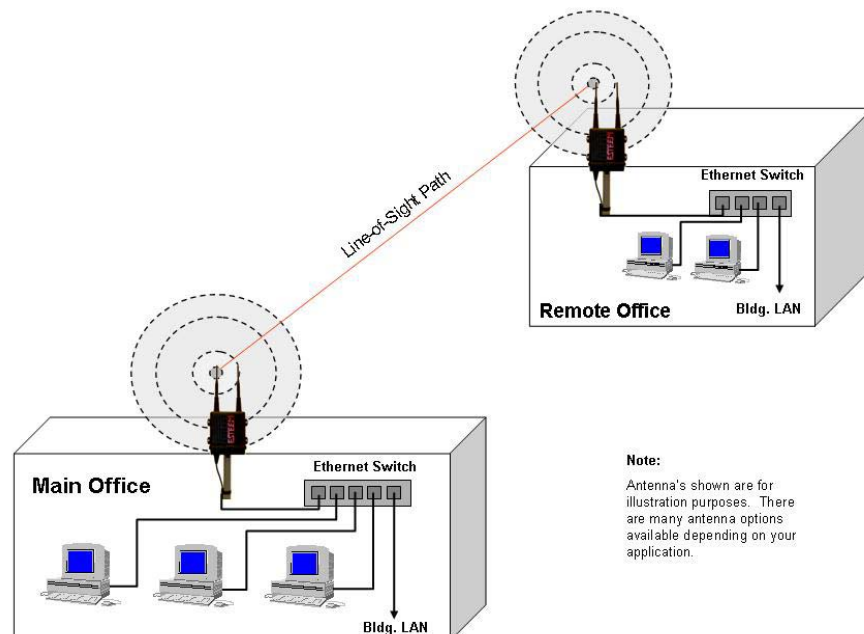 Ethernet Switch
Line-of-Sight Path
Remote Office
Bldg. LAN
Main Office
Ethernet Switch
Bldg. LAN
Note:
Antenna's shown are for
illustration purposes. There
are many antenna options
available depending on your
application.